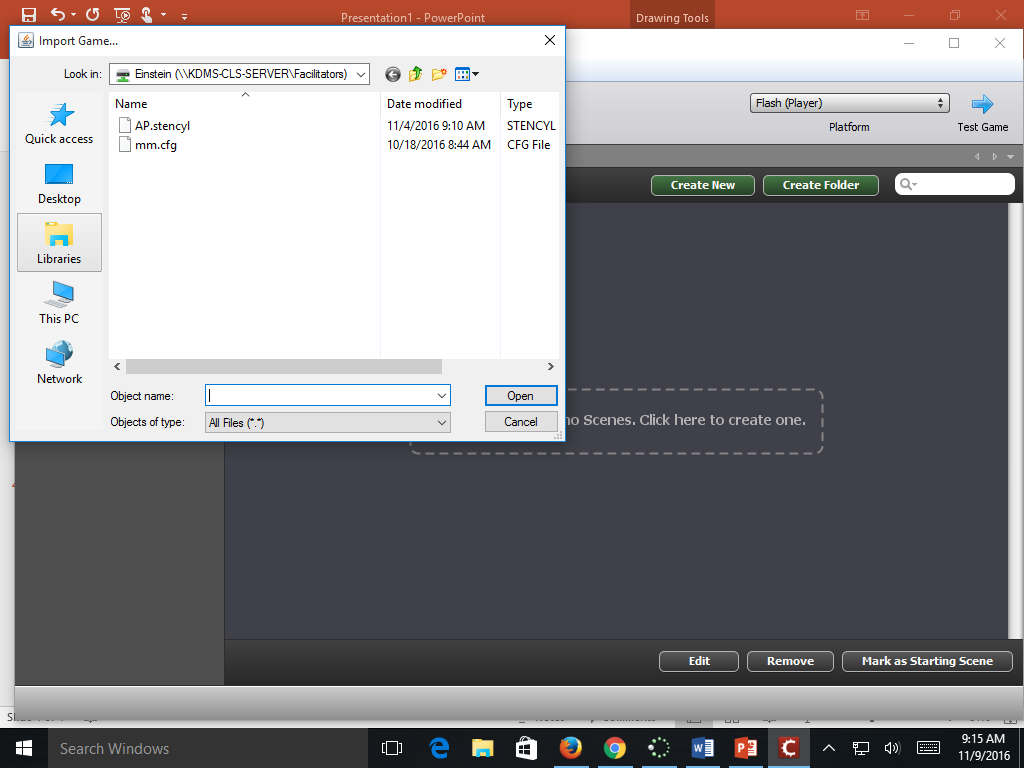 Presentation1 - PowerPoint
Drawing Tools
Import Game...
Look in:
Einstein (\\KDMS-CLS-SERVER\Facilitators)
Name
Date modified
Type
AP.stencyl
11/4/2016 9:10 AM
STENCYL
mm.cfg
10/18/2016 8:44 AM
CFG File
Quick access
Desktop
Libraries
This PC
Network
Object name:
Open
Objects of type:
All Files (*.*)
Cancel
Flash (Player)
Platform
Test Game
Create New
Create Folder
no Scenes. Click here to create one.
Edit
Remove
Mark as Starting Scene
Search Windows
9:15 AM
11/9/2016